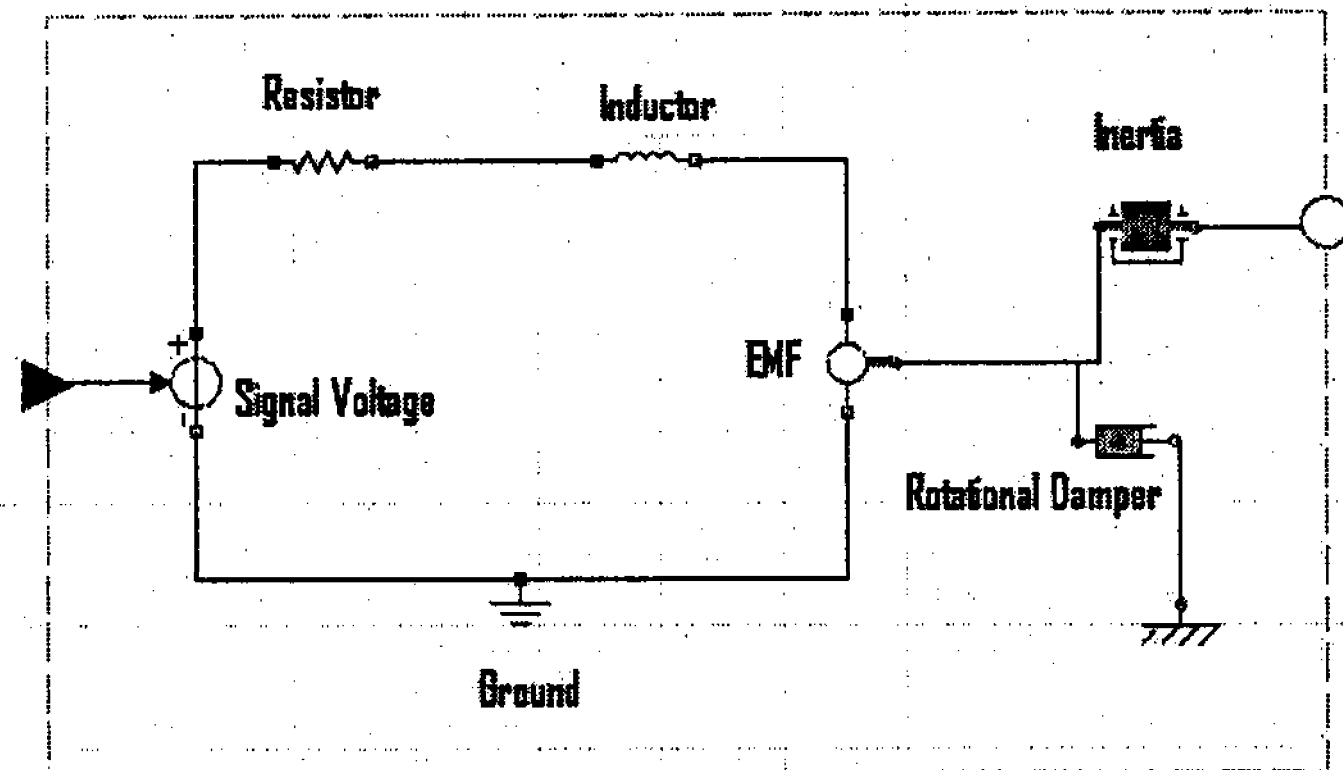 Resistor
Inductor
Inertia
+
EMF
Signal Voltage
-
Rotational Damper
Ground